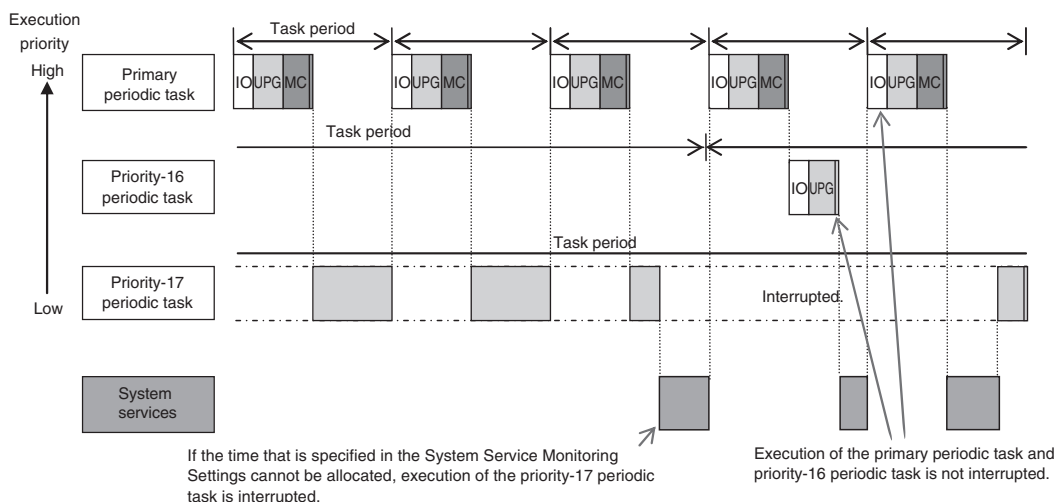 Execution
priority
High
Low
Task period
Primary
periodic task
IO UPG MC
IO UPG MC
IO UPG MC
IO UPG MC
IO UPG MC
Task period
Priority-16
periodic task
IO UPG
Task period
Priority-17
periodic task
Interrupted.
System
services
If the time that is specified in the System Service Monitoring
Settings cannot be allocated, execution of the priority-17 periodic
task is interrupted.
Execution of the primary periodic task and
priority-16 periodic task is not interrupted.